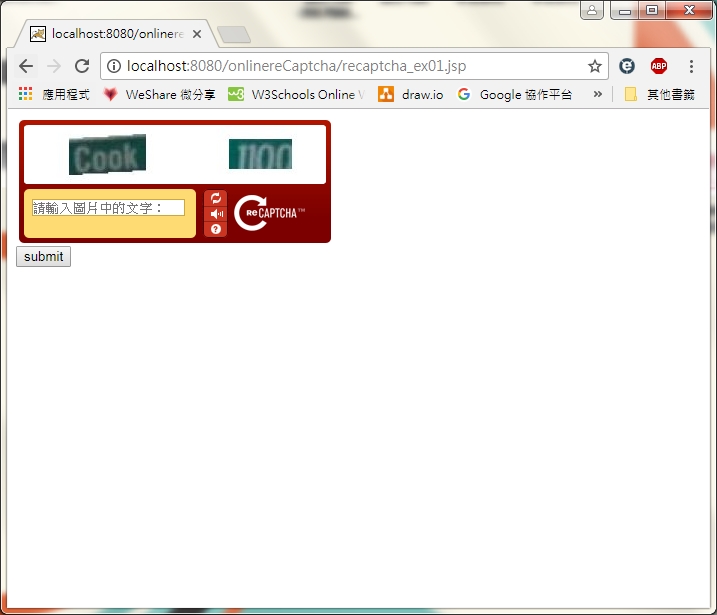 localhost:8080/onlinere
localhost:8080/onlinereCaptcha/recaptcha_ex01.jsp
ABP
應用程式 WeShare 微分享 w3 W3Schools Online V draw.io Google 協作平台 » 其他書籤
Cook 1100
請輸入圖片中的文字：
reCAPTCHA™
submit